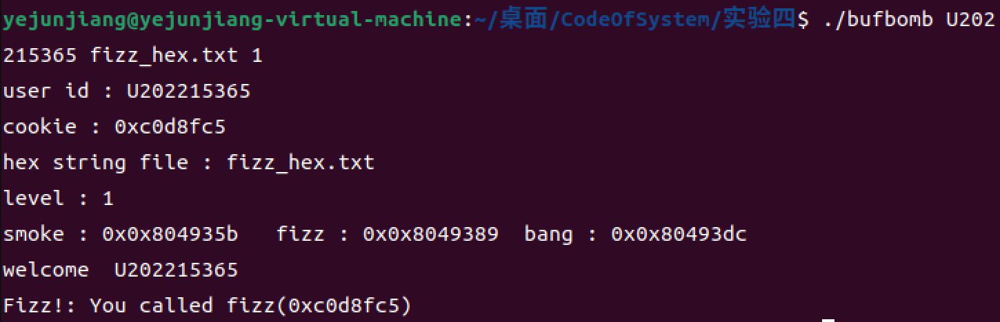 yejunjiang@yejunjiang-virtual-machine:~/桌面/CodeOfSystem/实验四$ ./bufbomb U202
215365 fizz_hex.txt 1
user id : U202215365
cookie : 0xc0d8fc5
hex string file : fizz_hex.txt
level : 1
smoke : 0x0x804935b   fizz : 0x0x8049389  bang : 0x0x80493dc
welcome  U202215365
Fizz!: You called fizz(0xc0d8fc5)